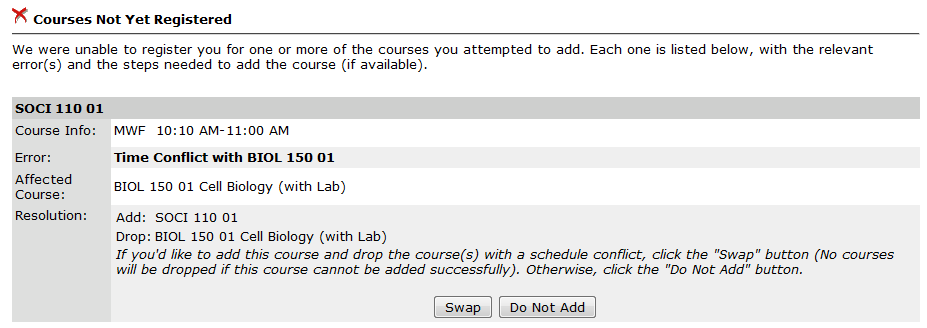 Courses Not Yet Registered
We were unable to register you for one or more of the courses you attempted to add. Each one is listed below, with the relevant
error(s) and the steps needed to add the course (if available).
SOCI 110 01
Course Info: MWF 10:10 AM-11:00 AM
Error: Time Conflict with BIOL 150 01
Affected
Course: BIOL 150 01 Cell Biology (with Lab)
Resolution: Add: SOCI 110 01
Drop: BIOL 150 01 Cell Biology (with Lab)
If you'd like to add this course and drop the course(s) with a schedule conflict, click the "Swap" button (No courses
will be dropped if this course cannot be added successfully). Otherwise, click the "Do Not Add" button.
Swap Do Not Add